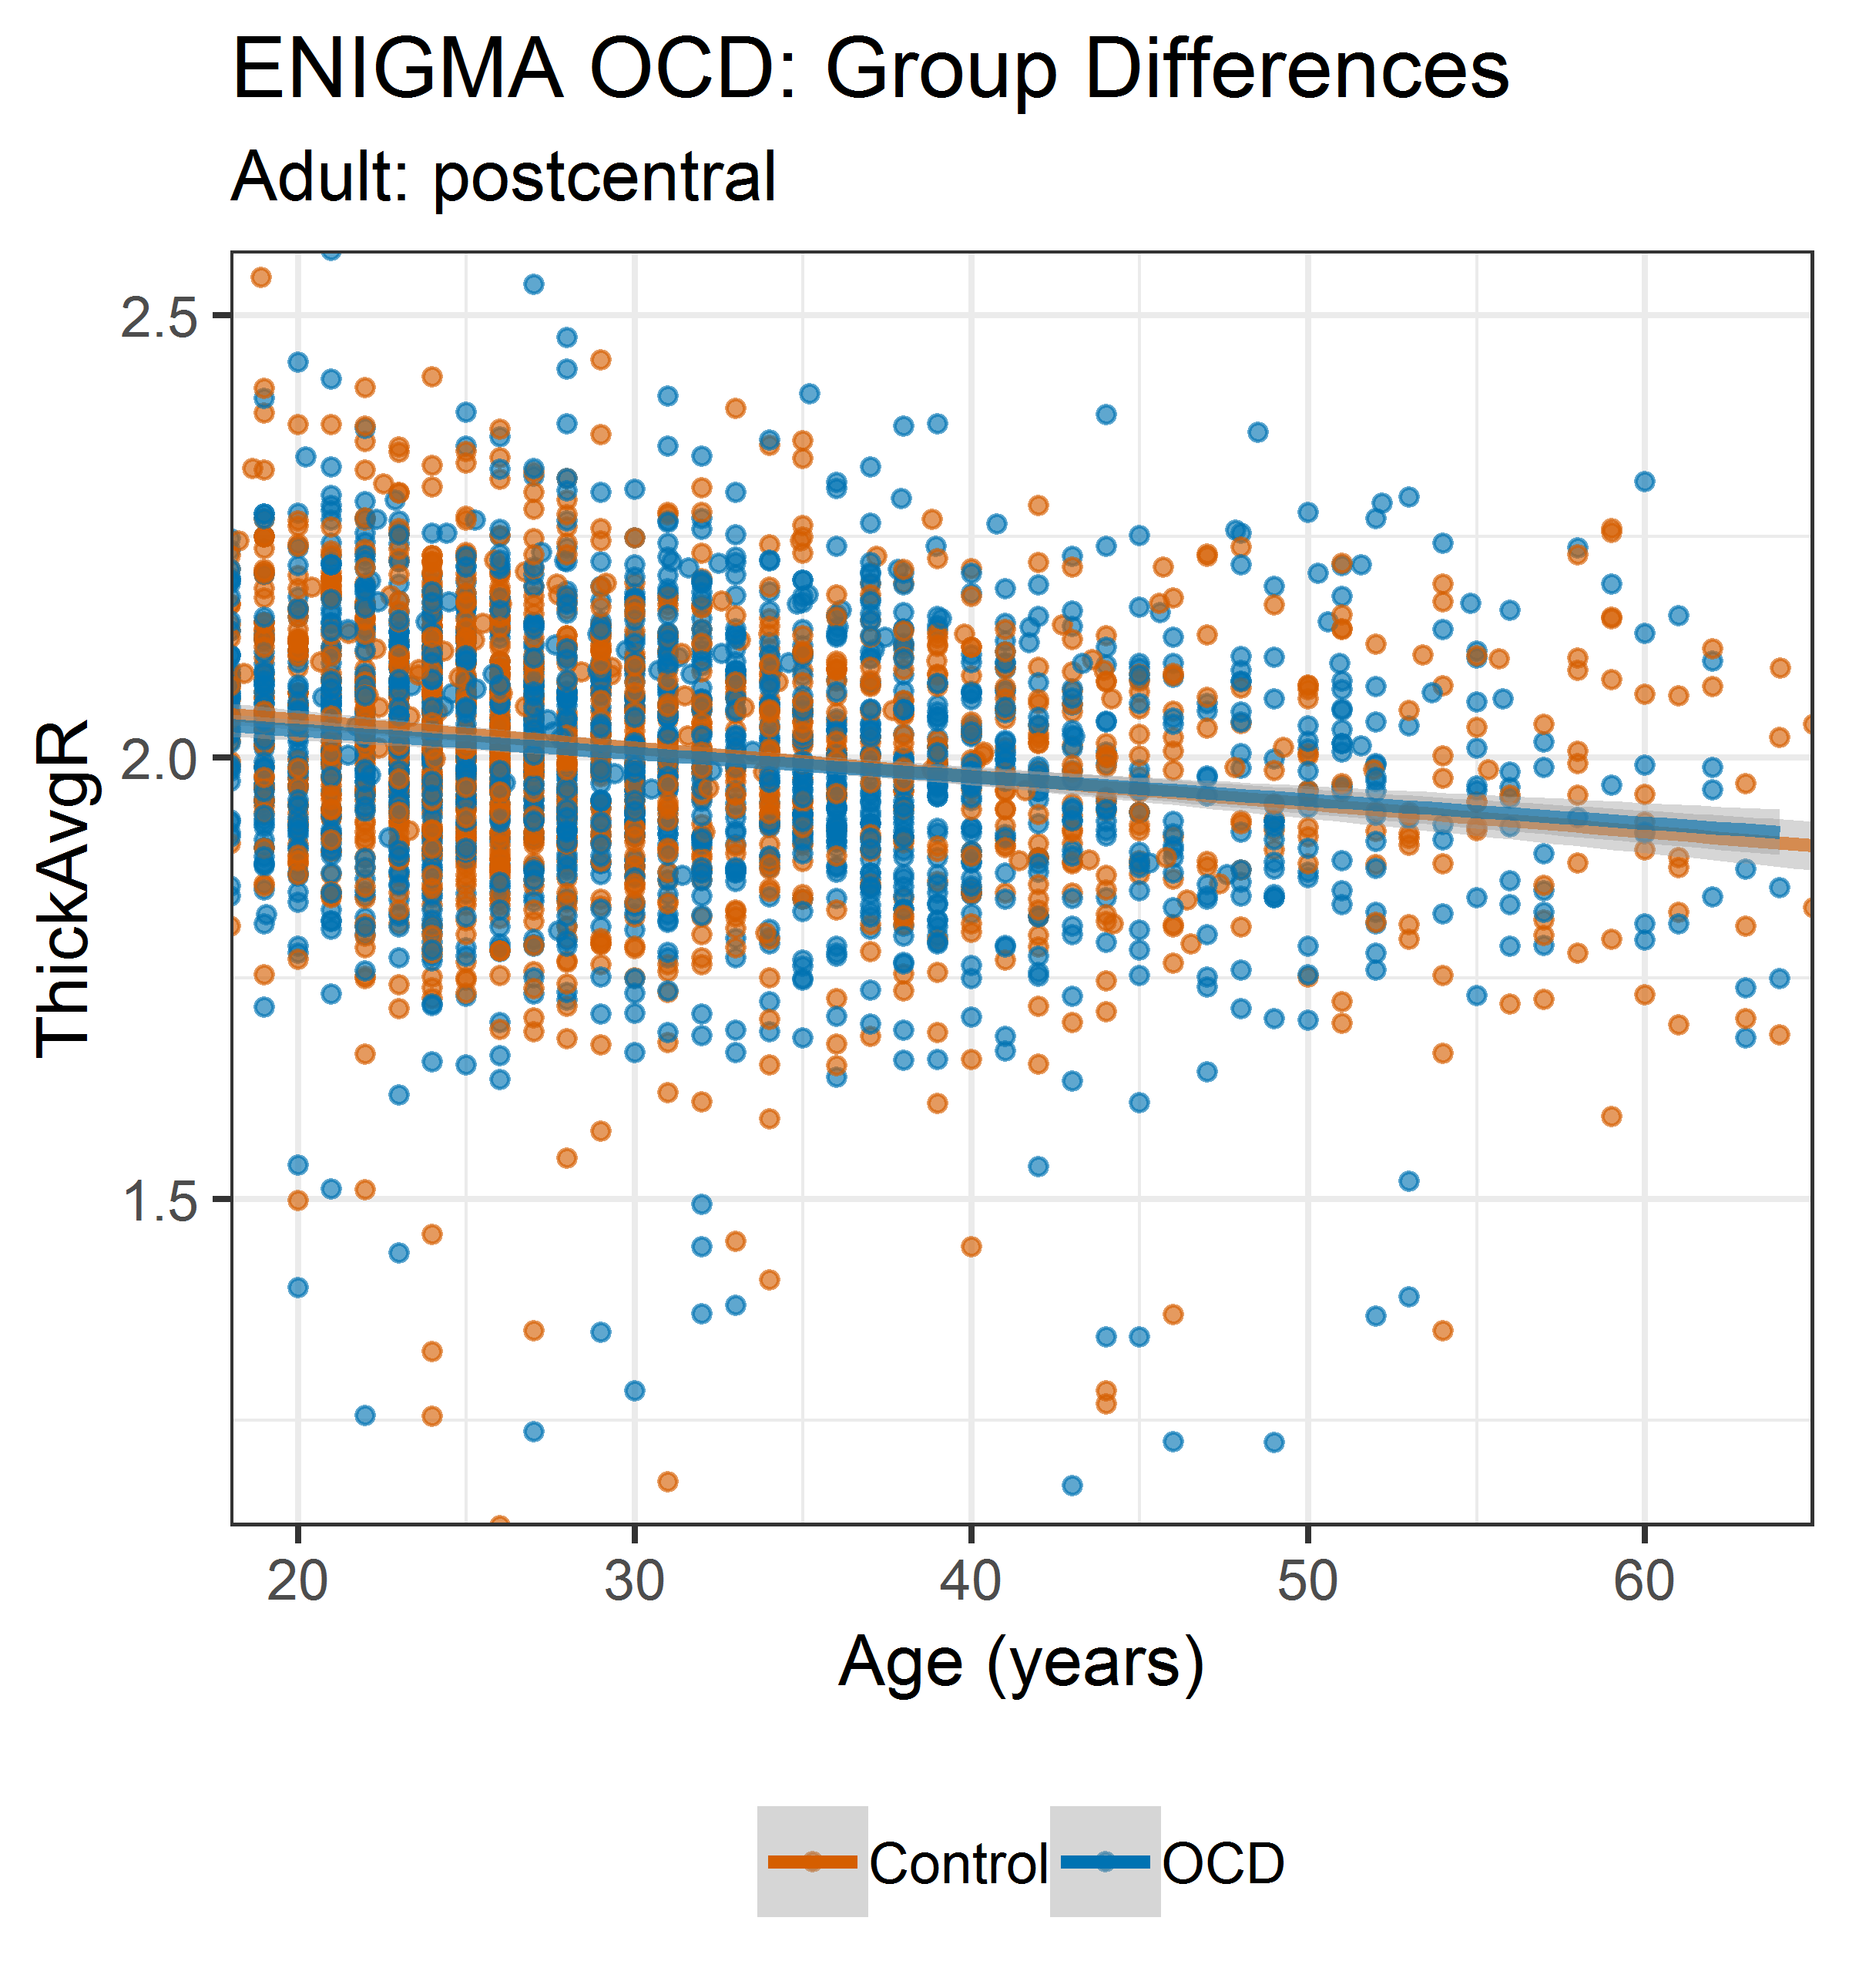 ENIGMA OCD: Group Differences
Adult: postcentral
ThickAvgR
2.5
2.0
1.5
20 30 40 50 60
Age (years)
Control OCD